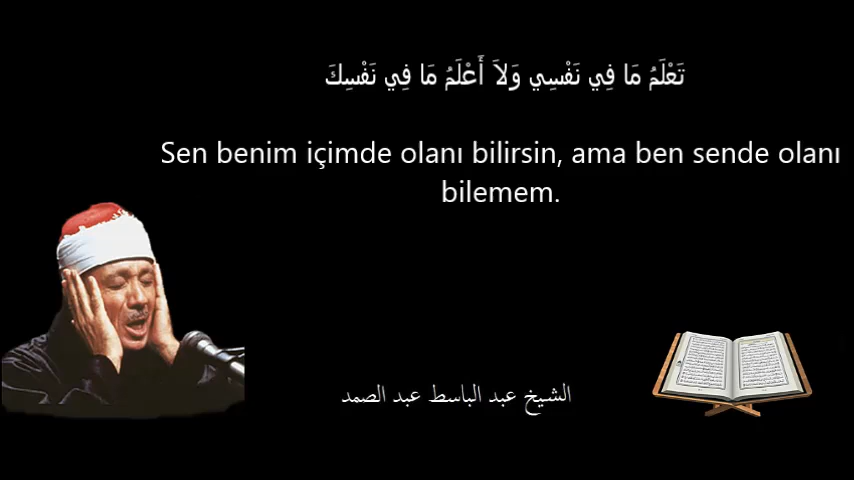 تَعْلَمُ مَا فِي نَفْسِي وَلاَ أَعْلَمُ مَا فِي نَفْسِكَ
Sen benim içimde olanı bilirsin, ama ben sende olanı
bilemem.
الشيخ عبد الباسط عبد الصمد